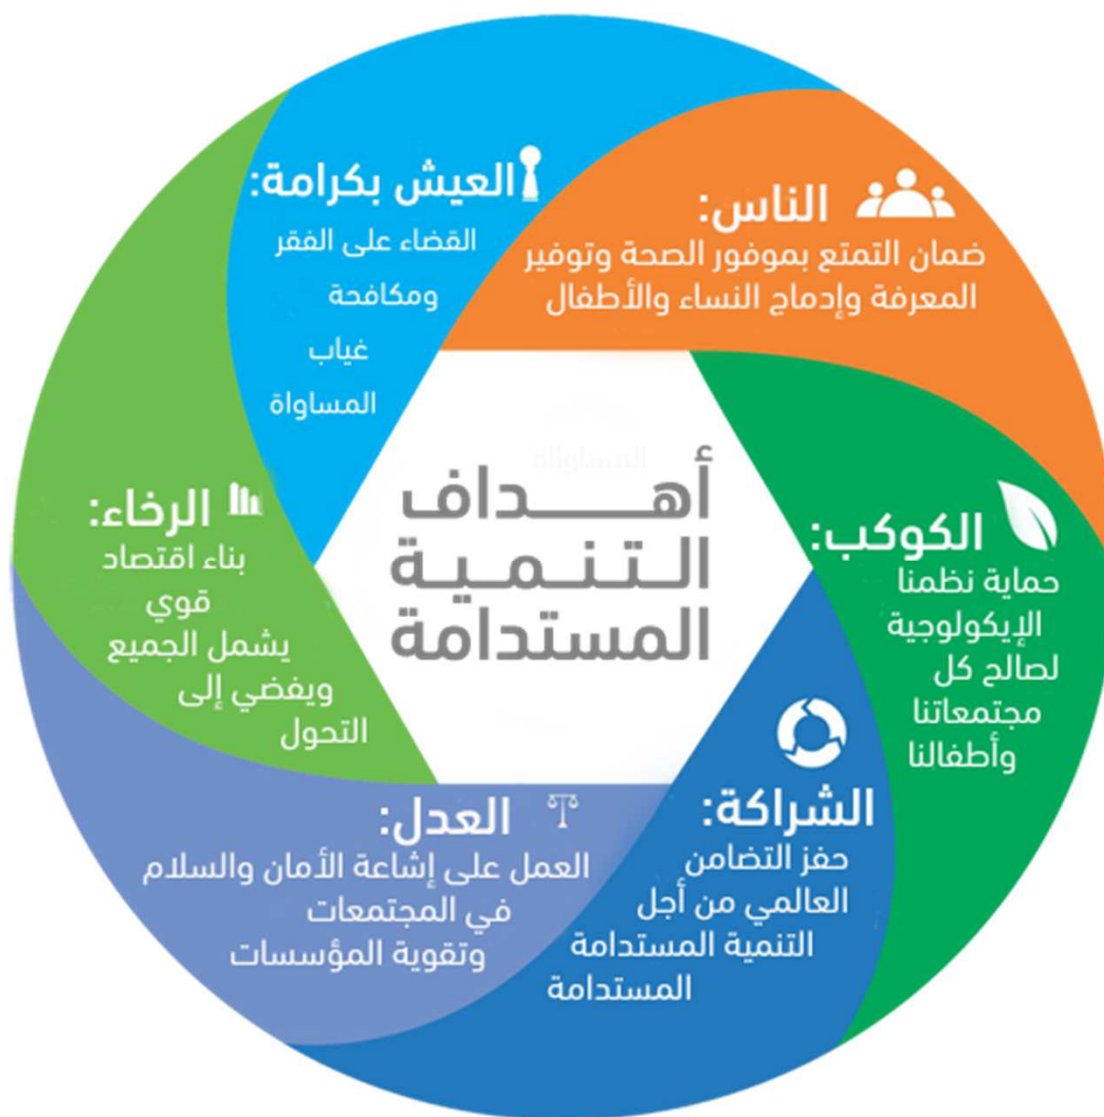 أهداف
التنمية
المستدامة
العيش بكرامة:
القضاء على الفقر
ومكافحة
غياب
المساواة
الناس:
ضمان التمتع بموفور الصحة وتوفير
المعرفة وإدماج النساء والأطفال
الكوكب:
حماية نظمنا
الإيكولوجية
لصالح كل
مجتمعاتنا
وأطفالنا
الشراكة:
حفز التضامن
العالمي من أجل
التنمية المستدامة
المستدامة
العدل:
العمل على إشاعة الأمان والسلام
في المجتمعات
وتقوية المؤسسات
الرخاء:
بناء اقتصاد
قوي
يشمل الجميع
ويفضي إلى
التحول